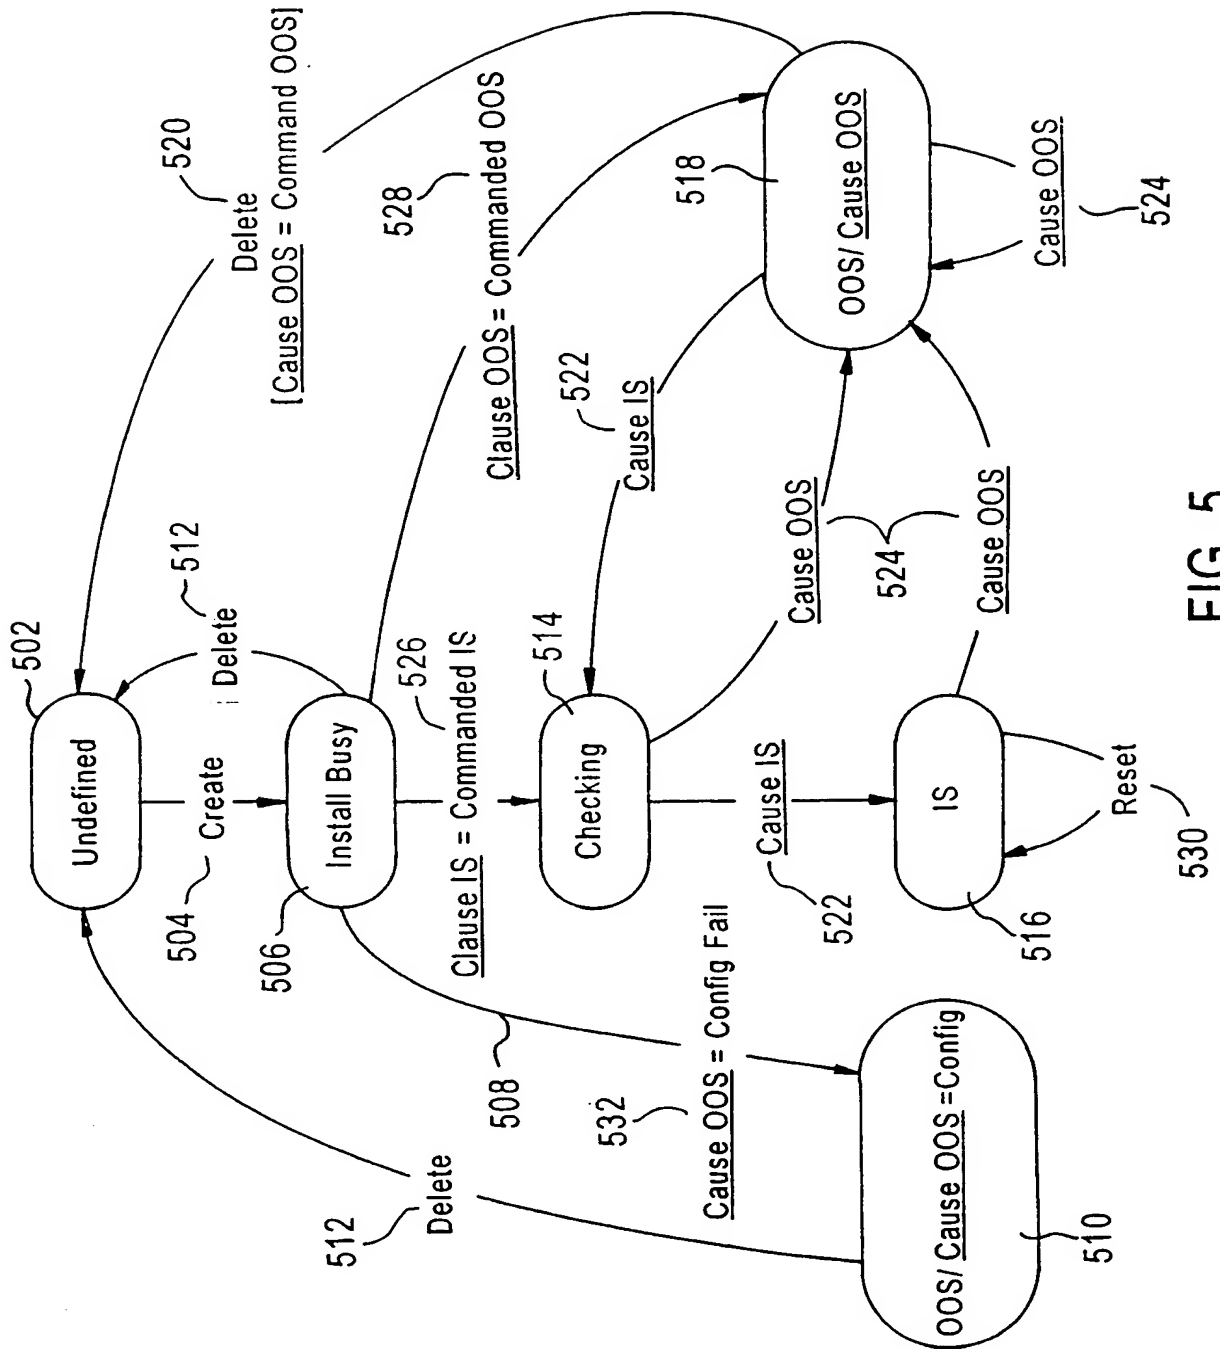 520
Delete
[Cause OOS = Command OOS]
528
Clause OOS = Commanded OOS
518
OOS/ Cause OOS
Cause OOS
524
522
Cause IS
Cause OOS
524
Cause OOS
502
Undefined
512
Delete
504
Create
506
Install Busy
526
Clause IS = Commanded IS
514
Checking
522
Cause IS
516
IS
Reset
530
512
Delete
508
532
Cause OOS = Config Fail
510
OOS/ Cause OOS =Config
FIG. 5